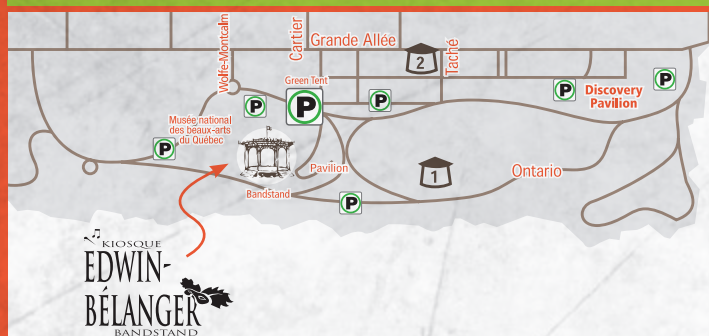 Grande Allée
Wolfe-Montcalm
Cartier
Taché
2
Green Tent
P
P
P
P
P
P
P
Discovery
Pavilion
Musée national
des beaux-arts
du Québec
Pavilion
Bandstand
1
Ontario
KIOSQUE
EDWIN-
BÉLANGER
BANDSTAND